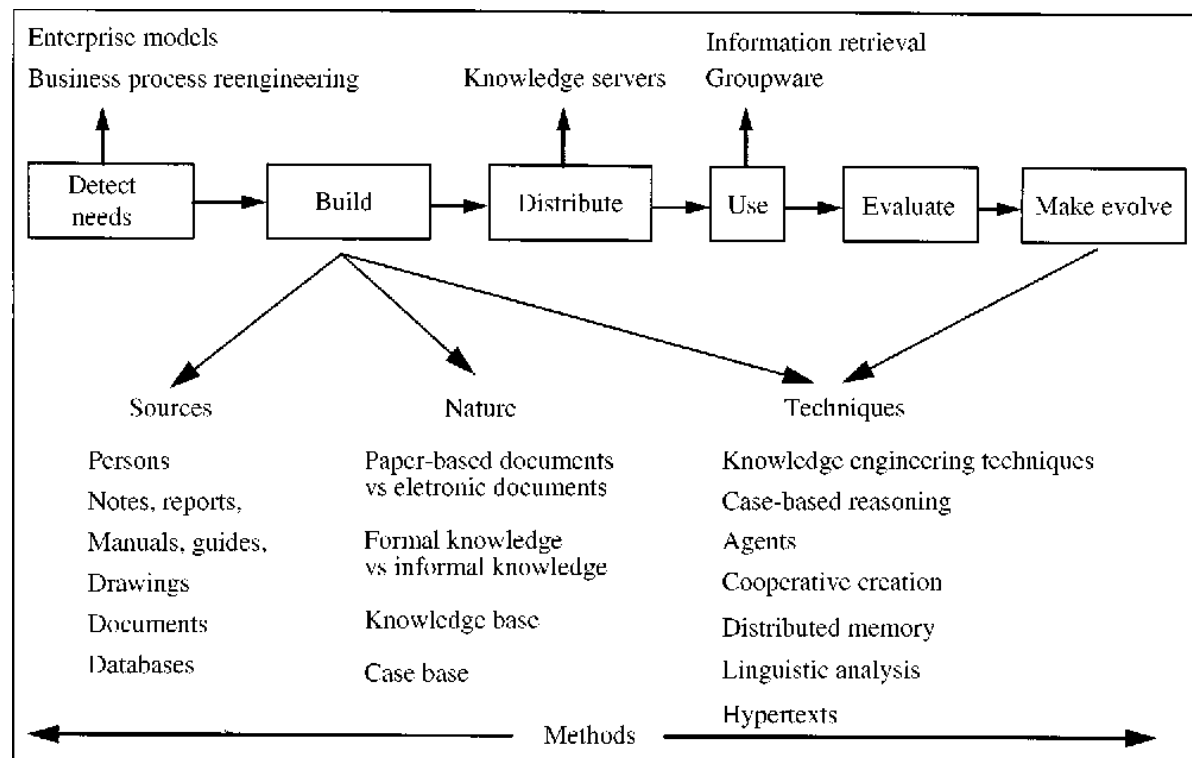 Enterprise models
Business process reengineering
Knowledge servers
Information retrieval
Groupware
Detect
needs
Build
Distribute
Use
Evaluate
Make evolve
Sources
Persons
Notes, reports,
Manuals, guides,
Drawings
Documents
Databases
Nature
Paper-based documents
vs eletronic documents
Formal knowledge
vs informal knowledge
Knowledge base
Case base
Techniques
Knowledge engineering techniques
Case-based reasoning
Agents
Cooperative creation
Distributed memory
Linguistic analysis
Hypertexts
Methods